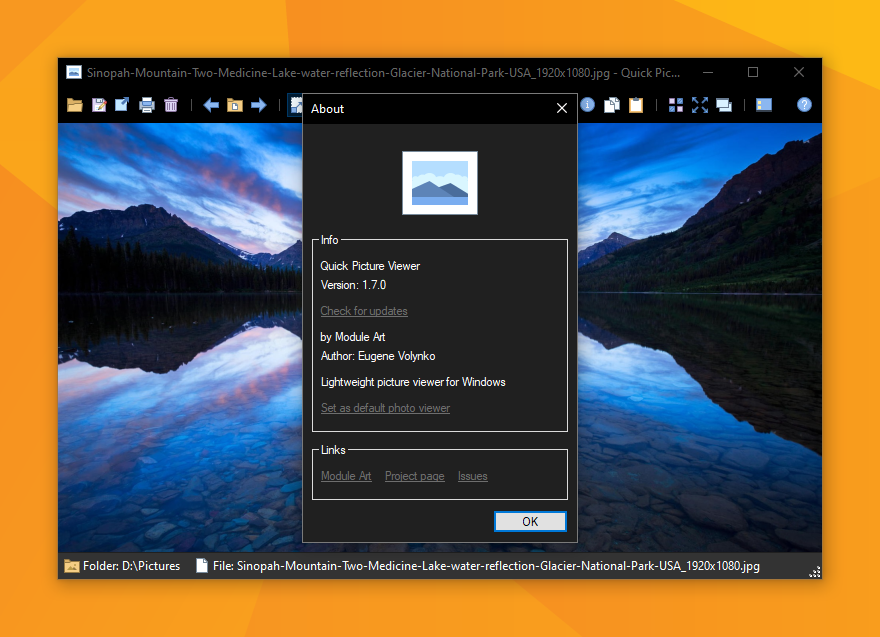 Sinopah-Mountain-Two-Medicine-Lake-water-reflection-Glacier-National-Park-USA_1920x1080.jpg - Quick Pic...
About
Info
Quick Picture Viewer
Version: 1.7.0
Check for updates
by Module Art
Author: Eugene Volynko
Lightweight picture viewer for Windows
Set as default photo viewer
Links
Module Art Project page Issues
OK
Folder: D:\Pictures File: Sinopah-Mountain-Two-Medicine-Lake-water-reflection-Glacier-National-Park-USA_1920x1080.jpg